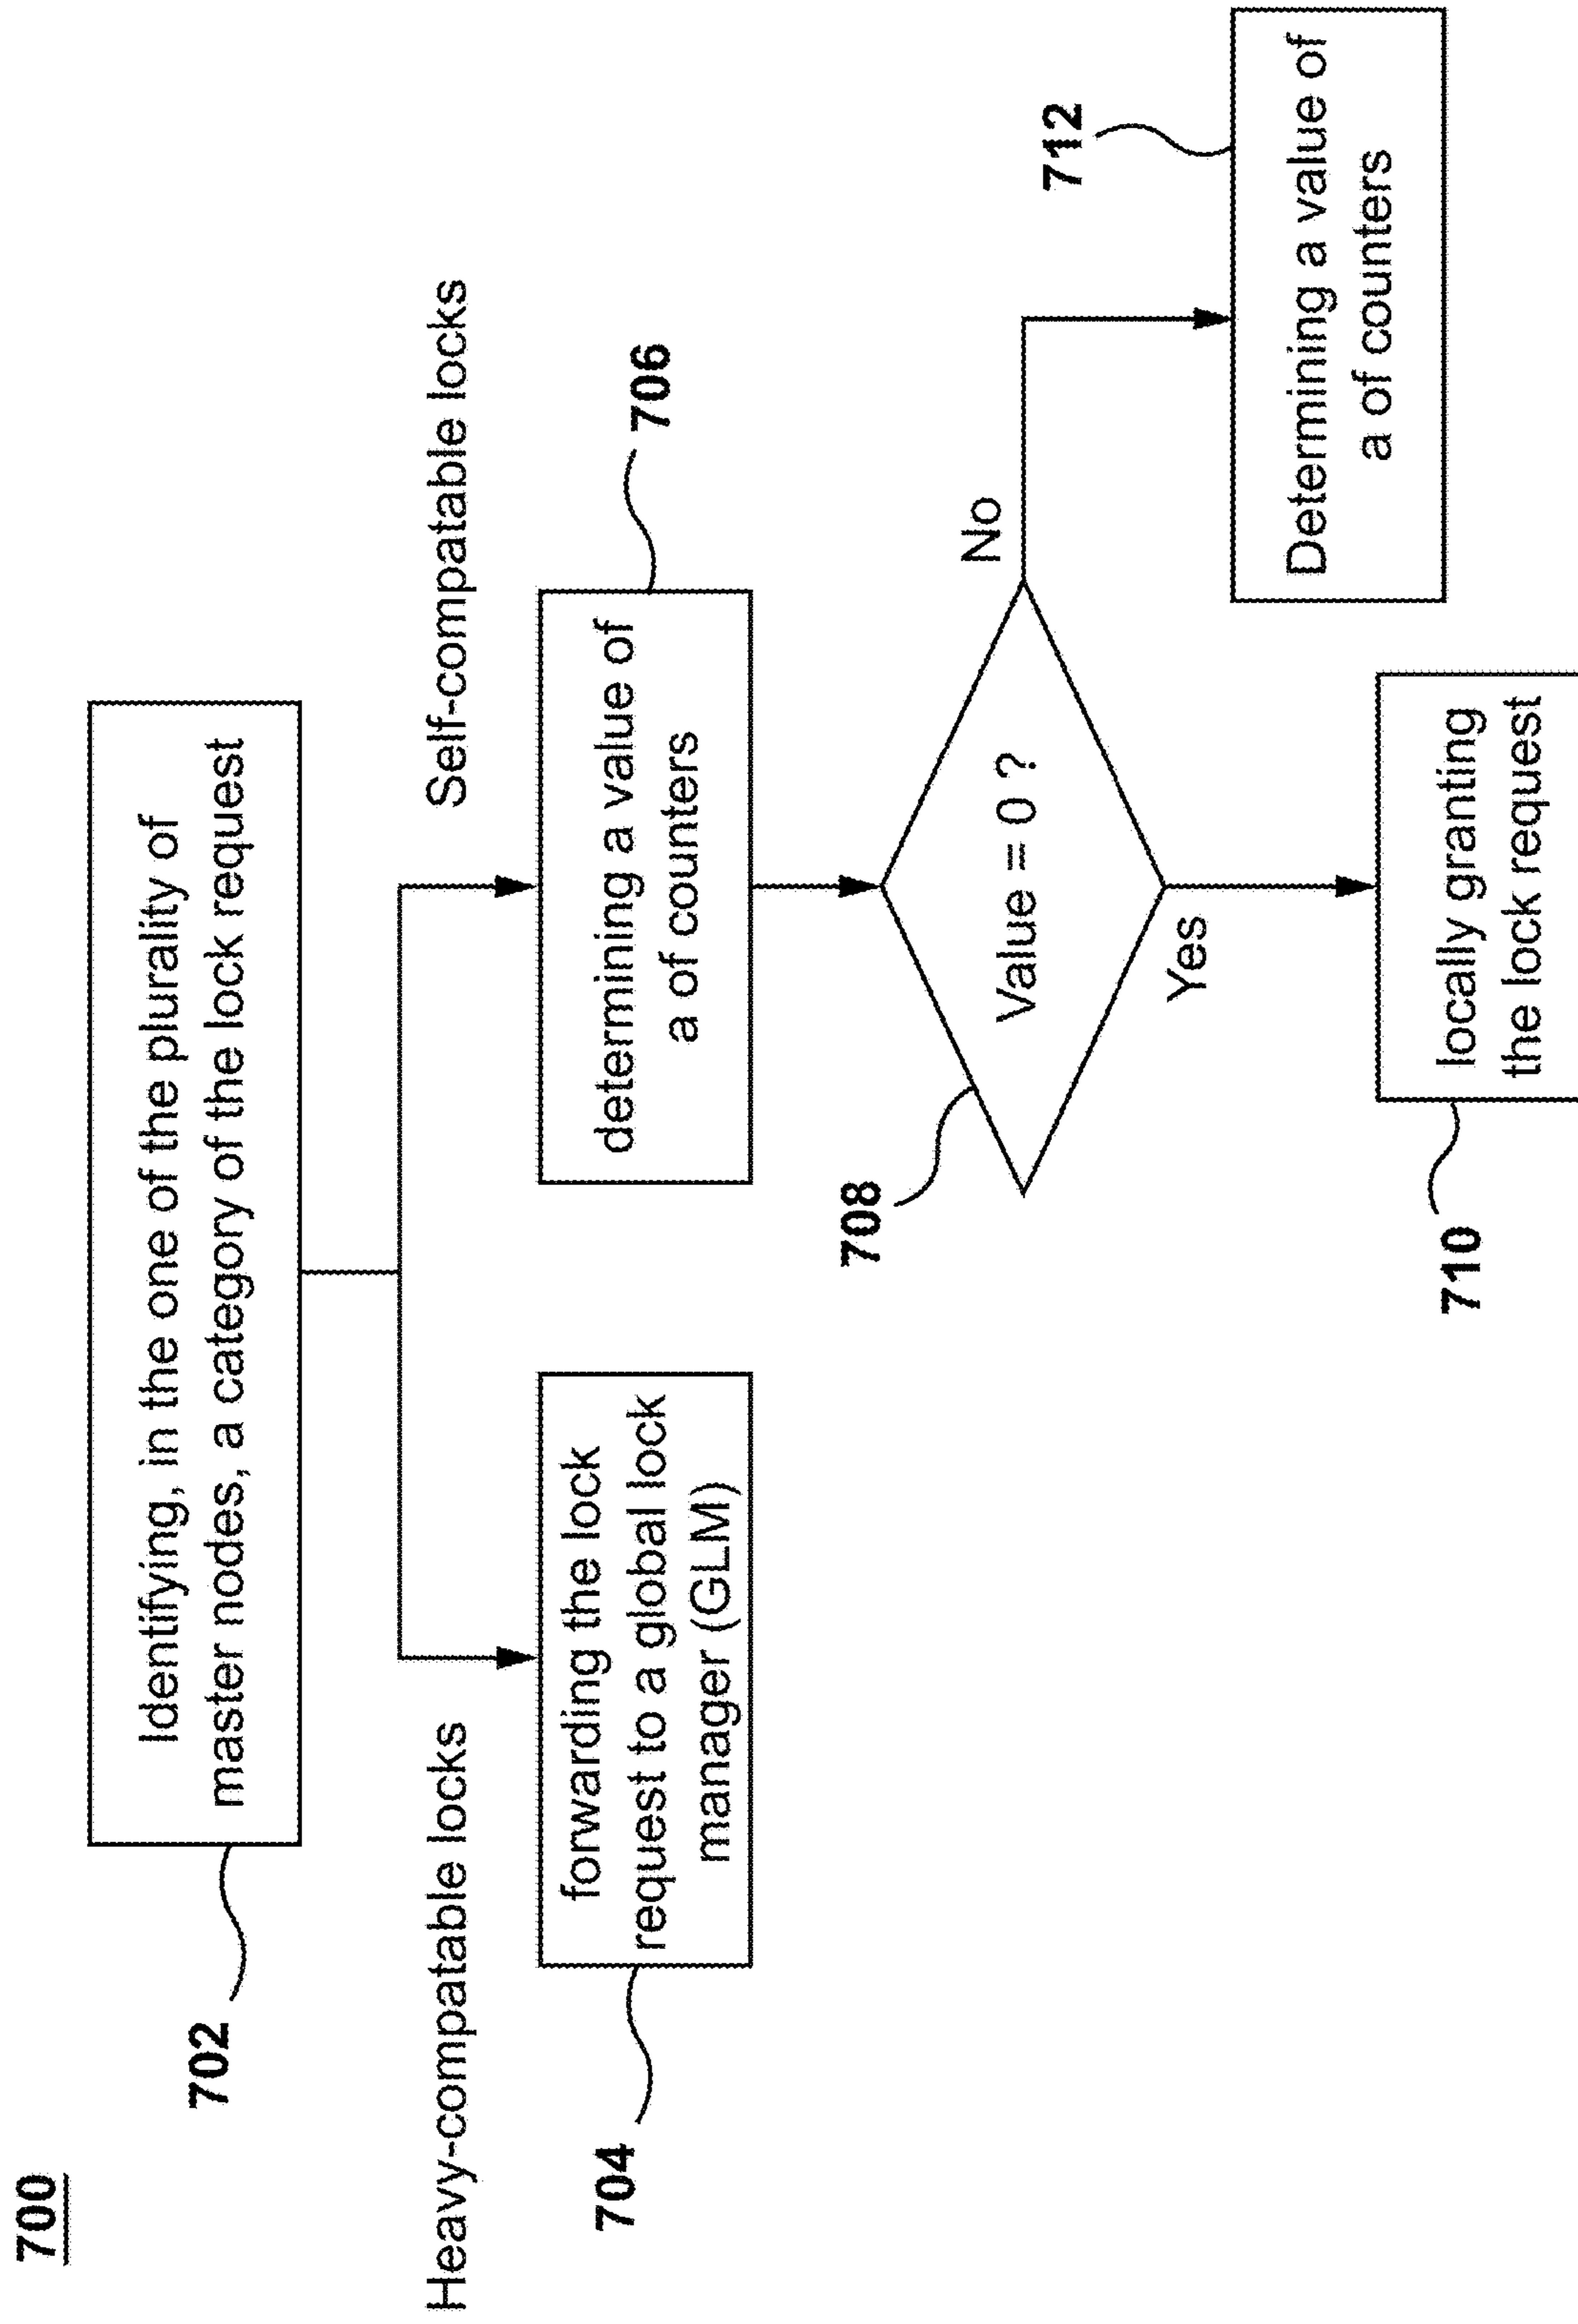 700
702
Identifying, in the one of the plurality of
master nodes, a category of the lock request
Heavy-compatable locks
Self-compatable locks
704
forwarding the lock
request to a global lock
manager (GLM)
706
determining a value of
a of counters
708
Value = 0 ?
No
Yes
712
Determining a value of
a of counters
710
locally granting
the lock request